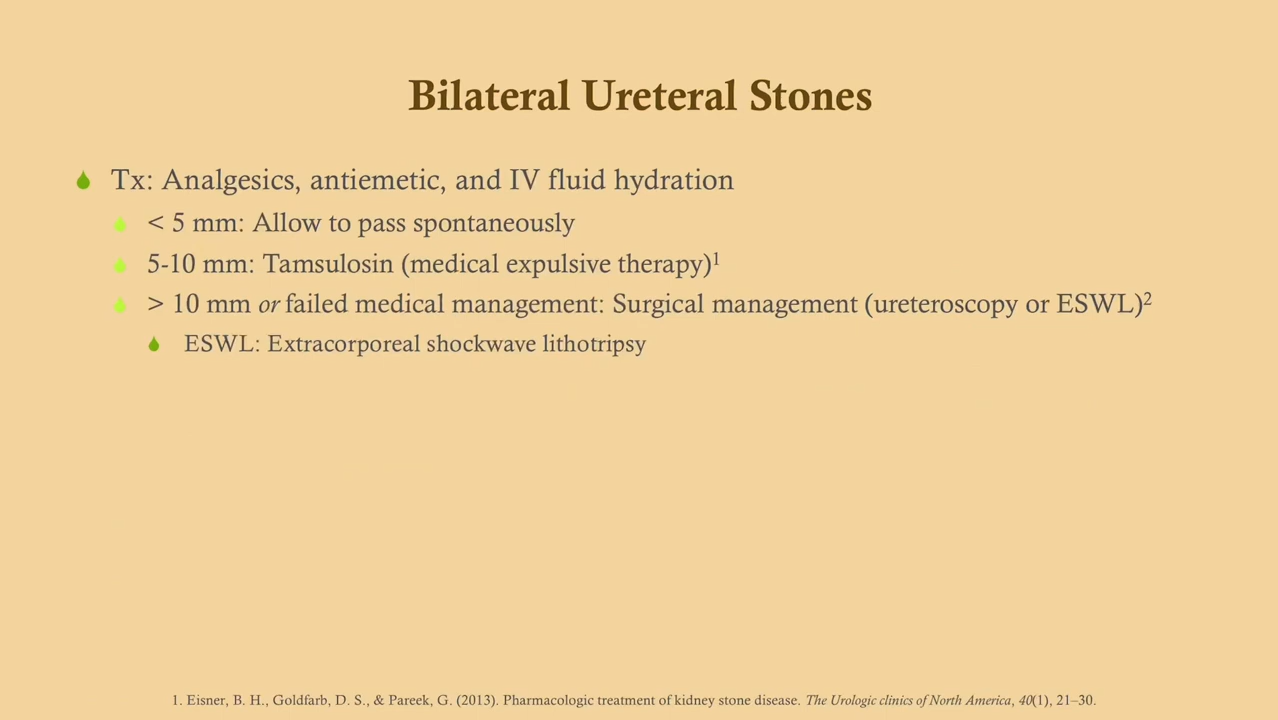 Bilateral Ureteral Stones
Tx: Analgesics, antiemetic, and IV fluid hydration
< 5 mm: Allow to pass spontaneously
5-10 mm: Tamsulosin (medical expulsive therapy)¹
> 10 mm or failed medical management: Surgical management (ureteroscopy or ESWL)²
ESWL: Extracorporeal shockwave lithotripsy
1. Eisner, B. H., Goldfarb, D. S., & Pareek, G. (2013). Pharmacologic treatment of kidney stone disease. The Urologic clinics of North America, 40(1), 21–30.